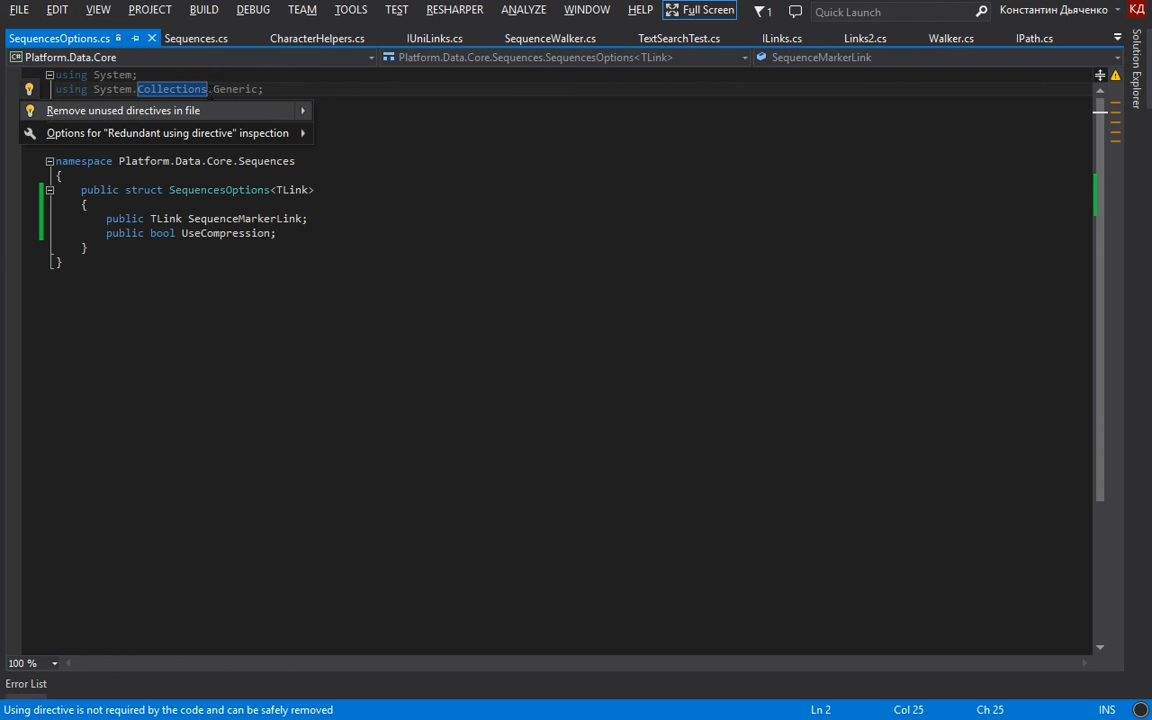 FILE EDIT VIEW PROJECT BUILD DEBUG TEAM TOOLS TEST RESHARPER ANALYZE WINDOW HELP Full Screen 1 Quick Launch Константин Дьяченко КД
SequencesOptions.cs Sequences.cs CharacterHelpers.cs IUniLinks.cs SequenceWalker.cs TextSearchTest.cs ILinks.cs Links2.cs Walker.cs IPath.cs
Platform.Data.Core Platform.Data.Core.Sequences.SequencesOptions<TLink> SequenceMarkerLink
Solution Explorer
using System;
using System.Collections.Generic;
Remove unused directives in file
Options for "Redundant using directive" inspection
namespace Platform.Data.Core.Sequences
{
public struct SequencesOptions<TLink>
{
public TLink SequenceMarkerLink;
public bool UseCompression;
}
}
100 %
Error List
Using directive is not required by the code and can be safely removed Ln 2 Col 25 Ch 25 INS